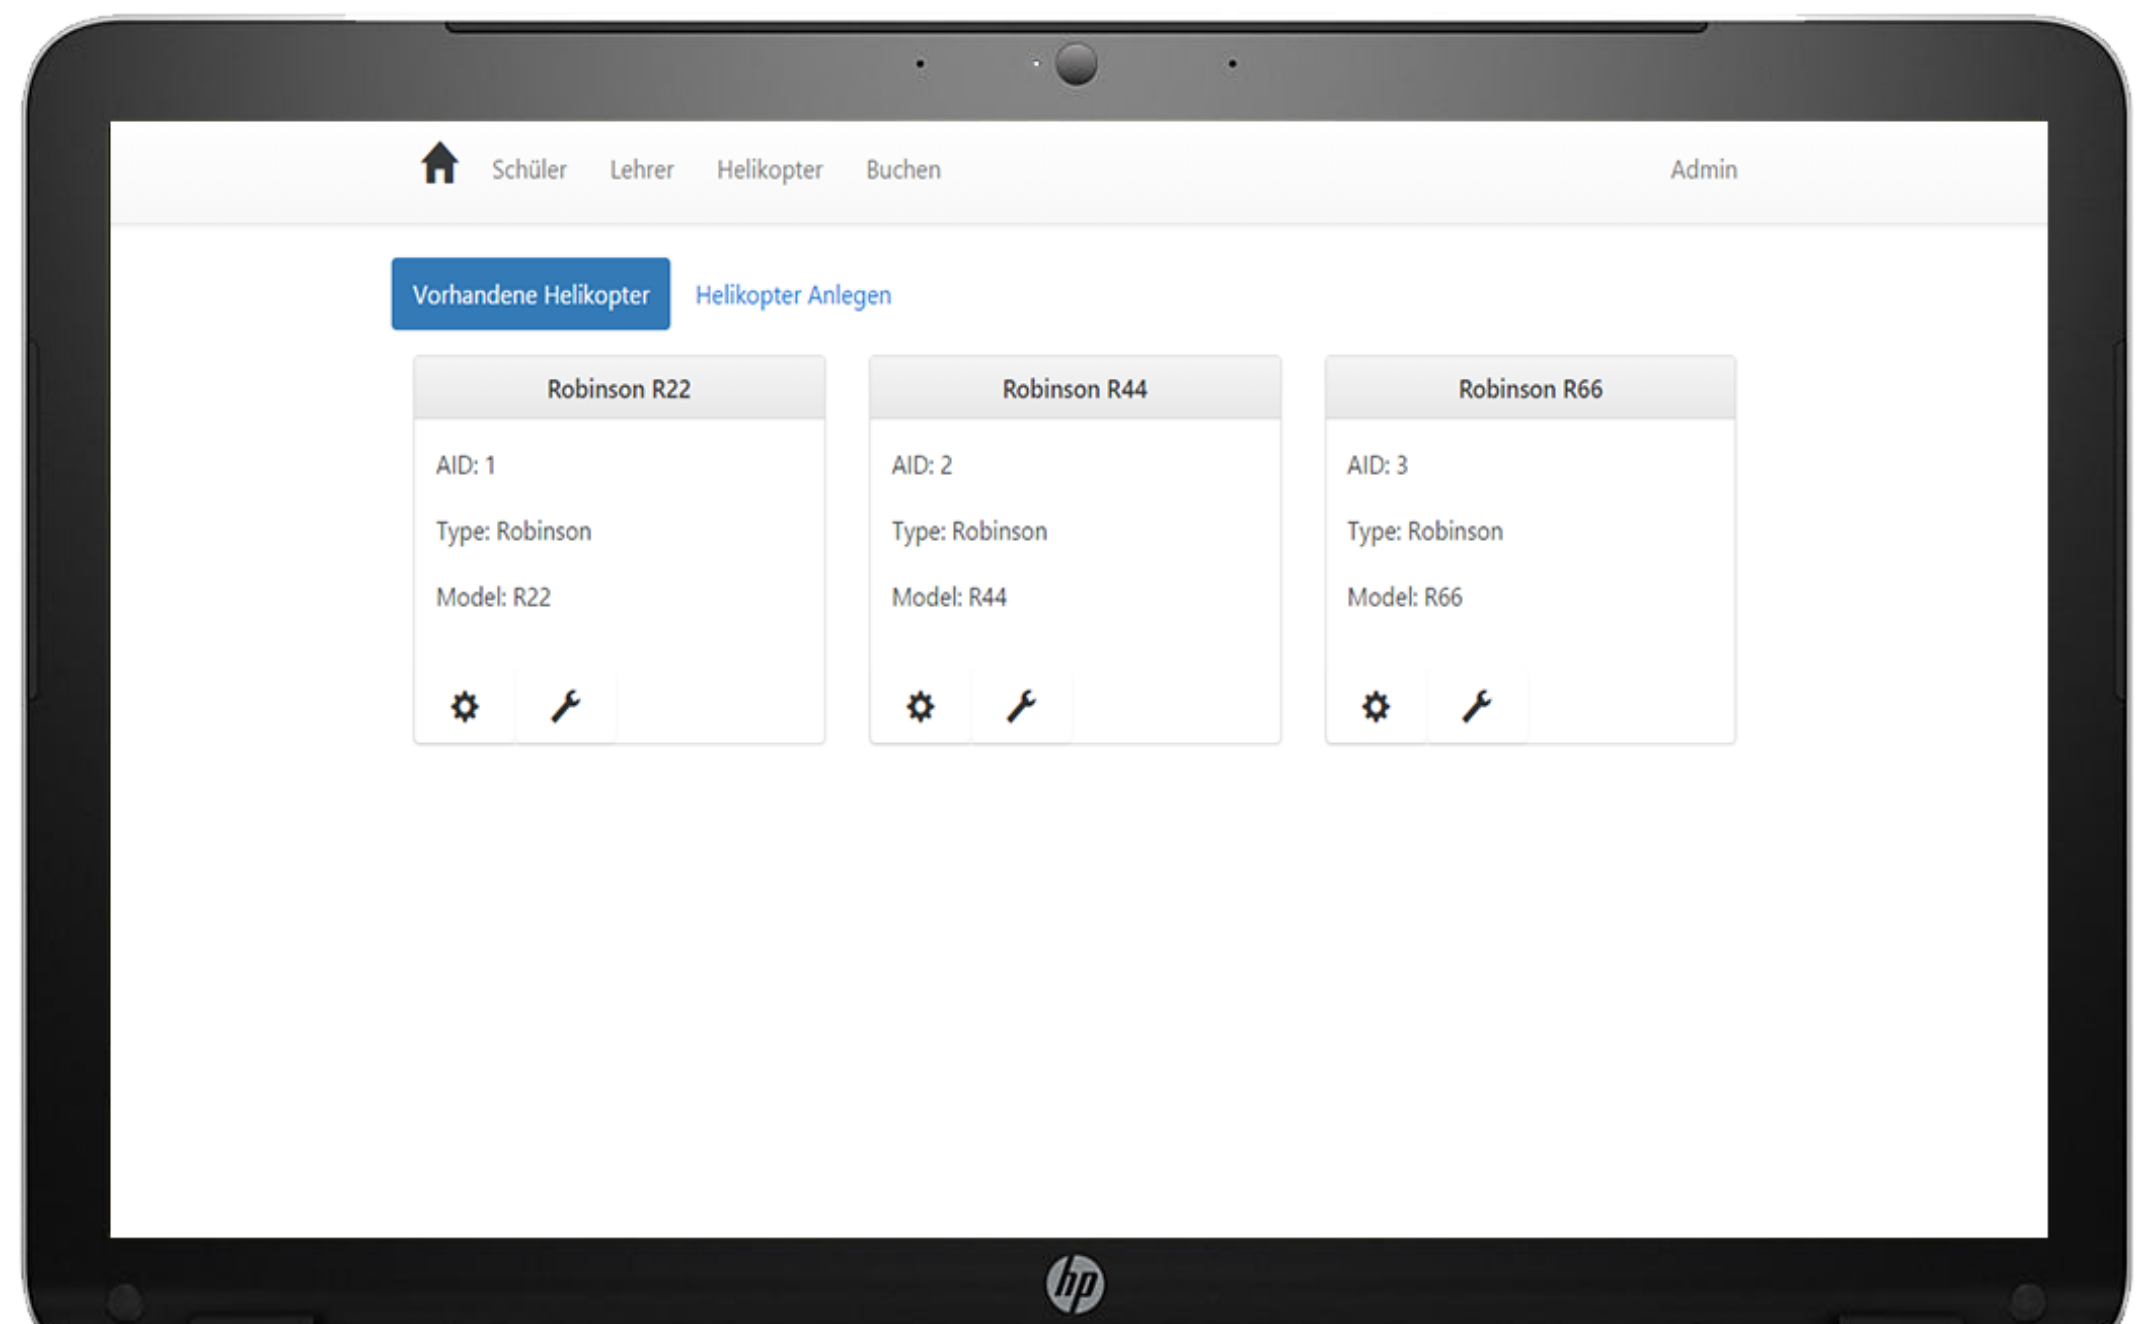 Schüler Lehrer Helikopter Buchen Admin
Vorhandene Helikopter Helikopter Anlegen
Robinson R22
AID: 1
Type: Robinson
Model: R22
Robinson R44
AID: 2
Type: Robinson
Model: R44
Robinson R66
AID: 3
Type: Robinson
Model: R66
hp